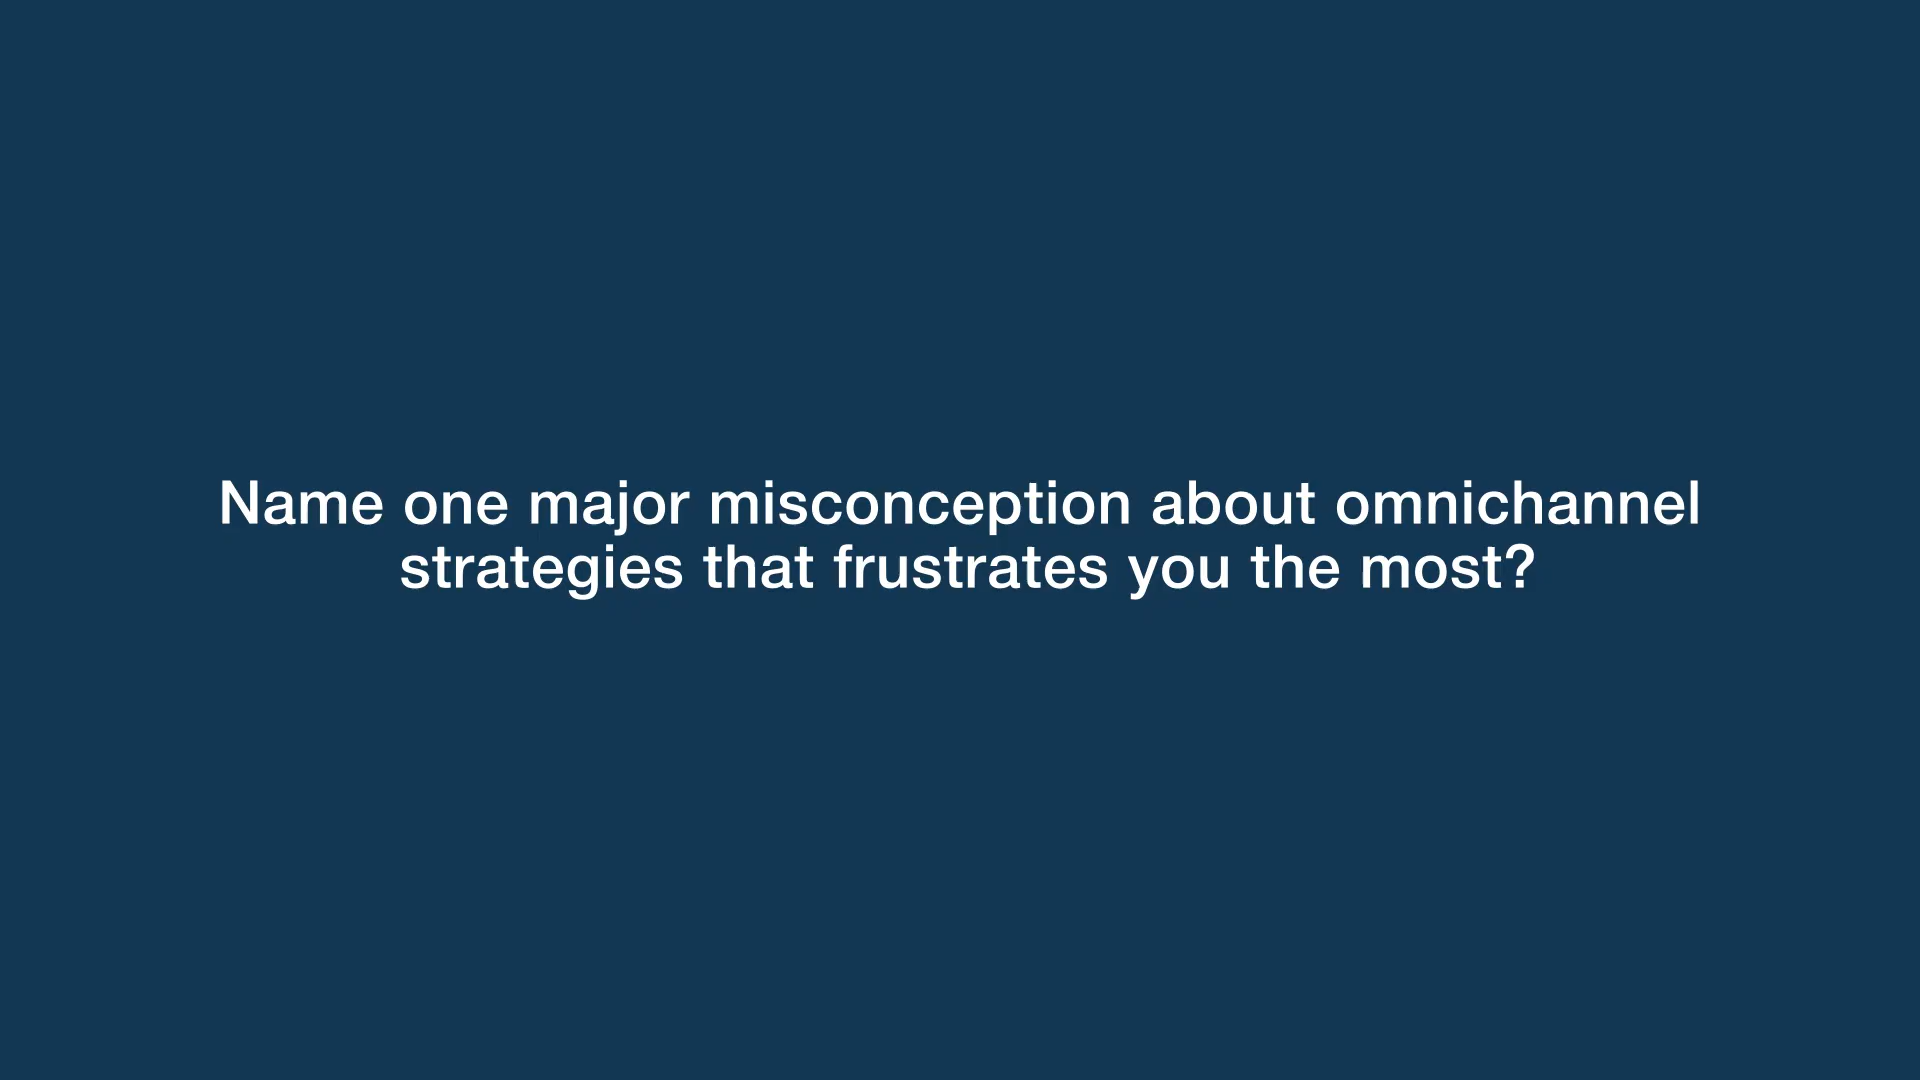 Name one major misconception about omnichannel
strategies that frustrates you the most?